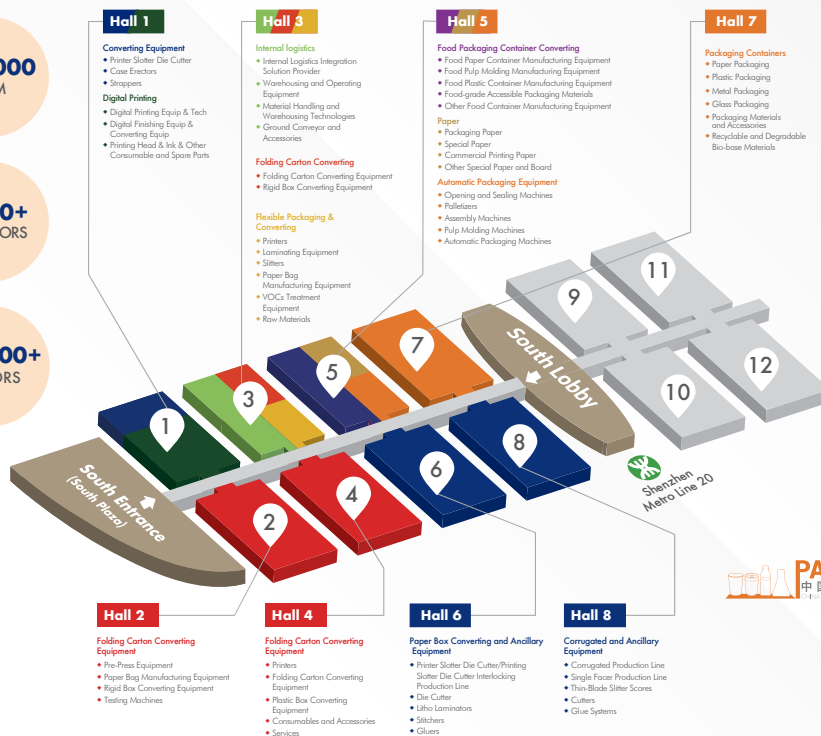 Hall 1
Converting Equipment
Printer Slotter Die Cutter
Case Erectors
Strappers
Digital Printing
Digital Printing Equip & Tech
Digital Finishing Equip &
Converting Equip
Printing Head & Ink & Other
Consumable and Spare Parts
Hall 3
Internal logistics
Internal Logistics Integration
Solution Provider
Warehousing and Operating
Equipment
Material Handling and
Warehousing Technologies
Ground Conveyor and
Accessories
Folding Carton Converting
Folding Carton Converting Equipment
Rigid Box Converting Equipment
Flexible Packaging &
Converting
Printers
Laminating Equipment
Slitters
Paper Bag
Manufacturing Equipment
VOCs Treatment
Equipment
Raw Materials
Hall 5
Food Packaging Container Converting
Food Paper Container Manufacturing Equipment
Food Pulp Molding Manufacturing Equipment
Food Plastic Container Manufacturing Equipment
Food-grade Accessible Packaging Materials
Other Food Container Manufacturing Equipment
Paper
Packaging Paper
Special Paper
Commercial Printing Paper
Other Special Paper and Board
Automatic Packaging Equipment
Opening and Sealing Machines
Palletizers
Assembly Machines
Pulp Molding Machines
Automatic Packaging Machines
Hall 7
Packaging Containers
Paper Packaging
Plastic Packaging
Metal Packaging
Glass Packaging
Packaging Materials
and Accessories
Recyclable and Degradable
Bio-base Materials
000
M
0+
ORS
00+
ORS
11
9
7
South Lobby
12
5
10
3
1
8
6
4
2
South Entrance
(South Plaza)
Shenzhen
Metro Line 20
PA
中国
Hall 2
Folding Carton Converting
Equipment
Pre-Press Equipment
Paper Bag Manufacturing Equipment
Rigid Box Converting Equipment
Testing Machines
Hall 4
Folding Carton Converting
Equipment
Printers
Folding Carton Converting
Equipment
Plastic Box Converting
Equipment
Consumables and Accessories
Services
Hall 6
Paper Box Converting and Ancillary
Equipment
Printer Slotter Die Cutter/Printing
Slotter Die Cutter Interlocking
Production Line
Die Cutter
Litho Laminators
Stitchers
Gluers
Hall 8
Corrugated and Ancillary
Equipment
Corrugated Production Line
Single Facer Production Line
Thin-Blade Slitter Scores
Cutters
Glue Systems